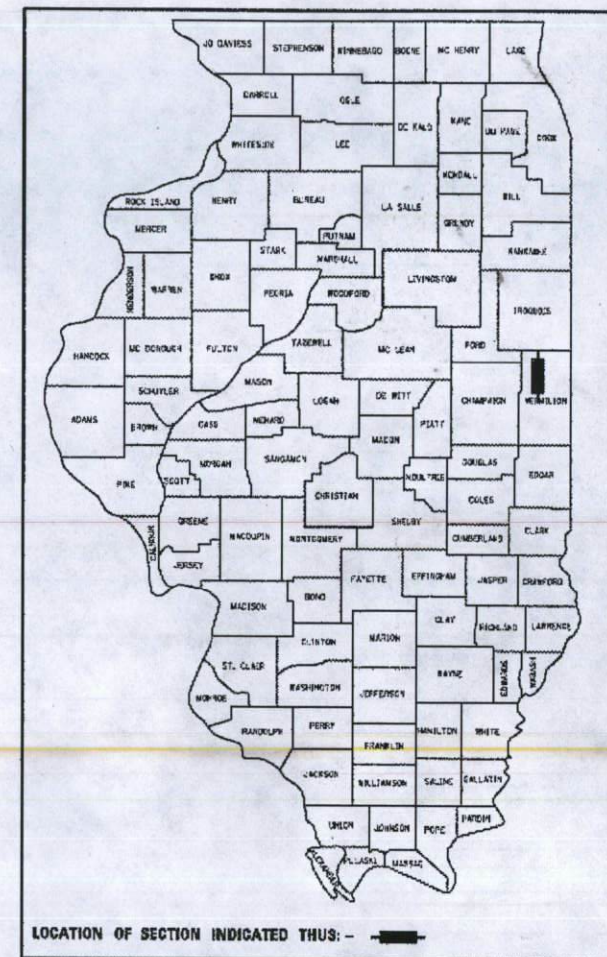 JO DAVIESS STEPHENSON WINNEBAGO BOONE MC HENRY LAKE
CARROLL OGLE DE KALB KANE DU PAGE COOK
WHITESIDE LEE
KENDALL WILL
ROCK ISLAND HENRY BUREAU LA SALLE GRUNDY
MERCER PUTNAM KANKAKEE
STARK MARSHALL
HENDERSON WARREN KNOX PEORIA WOODFORD LIVINGSTON IROQUOIS
HANCOCK MC DONOUGH FULTON TAZEWELL MC LEAN FORD
MASON
SCHUYLER LOGAN DE WITT CHAMPAIGN VERMILION
ADAMS BROWN CASS MENARD PIATT
MACON
PIKE SCOTT MORGAN SANGAMON DOUGLAS EDGAR
CHRISTIAN MOULTRIE COLES
CALHOUN GREENE MACOUPIN MONTGOMERY SHELBY CUMBERLAND CLARK
JERSEY FAYETTE EFFINGHAM JASPER CRAWFORD
MADISON BOND
CLAY RICHLAND LAWRENCE
CLINTON MARION
ST. CLAIR WAYNE EDWARDS WABASH
MONROE WASHINGTON JEFFERSON
RANDOLPH PERRY HAMILTON WHITE
FRANKLIN
JACKSON WILLIAMSON SALINE GALLATIN
UNION JOHNSON POPE HARDIN
ALEXANDER PULASKI MASSAC
LOCATION OF SECTION INDICATED THUS: -